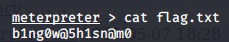 meterpreter > cat flag.txt
b1ng0w@5h1sn@m0